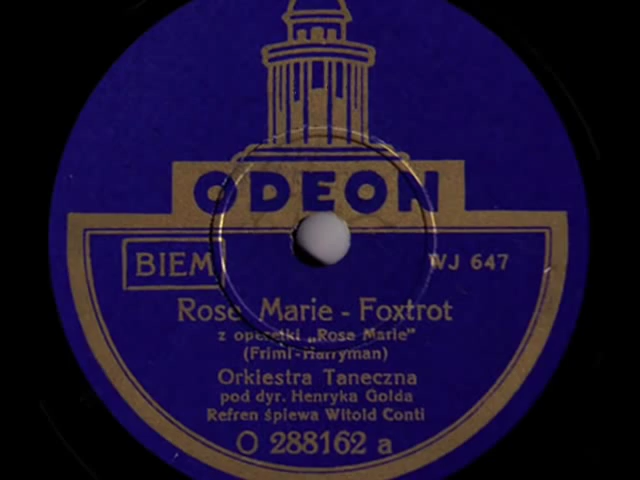 ODEON
BIEM
WJ 647
Rose Marie - Foxtrot
z operetki „Rose Marie"
(Friml-Harryman)
Orkiestra Taneczna
pod dyr. Henryka Golda
Refren śpiewa Witold Conti
O 288162 a